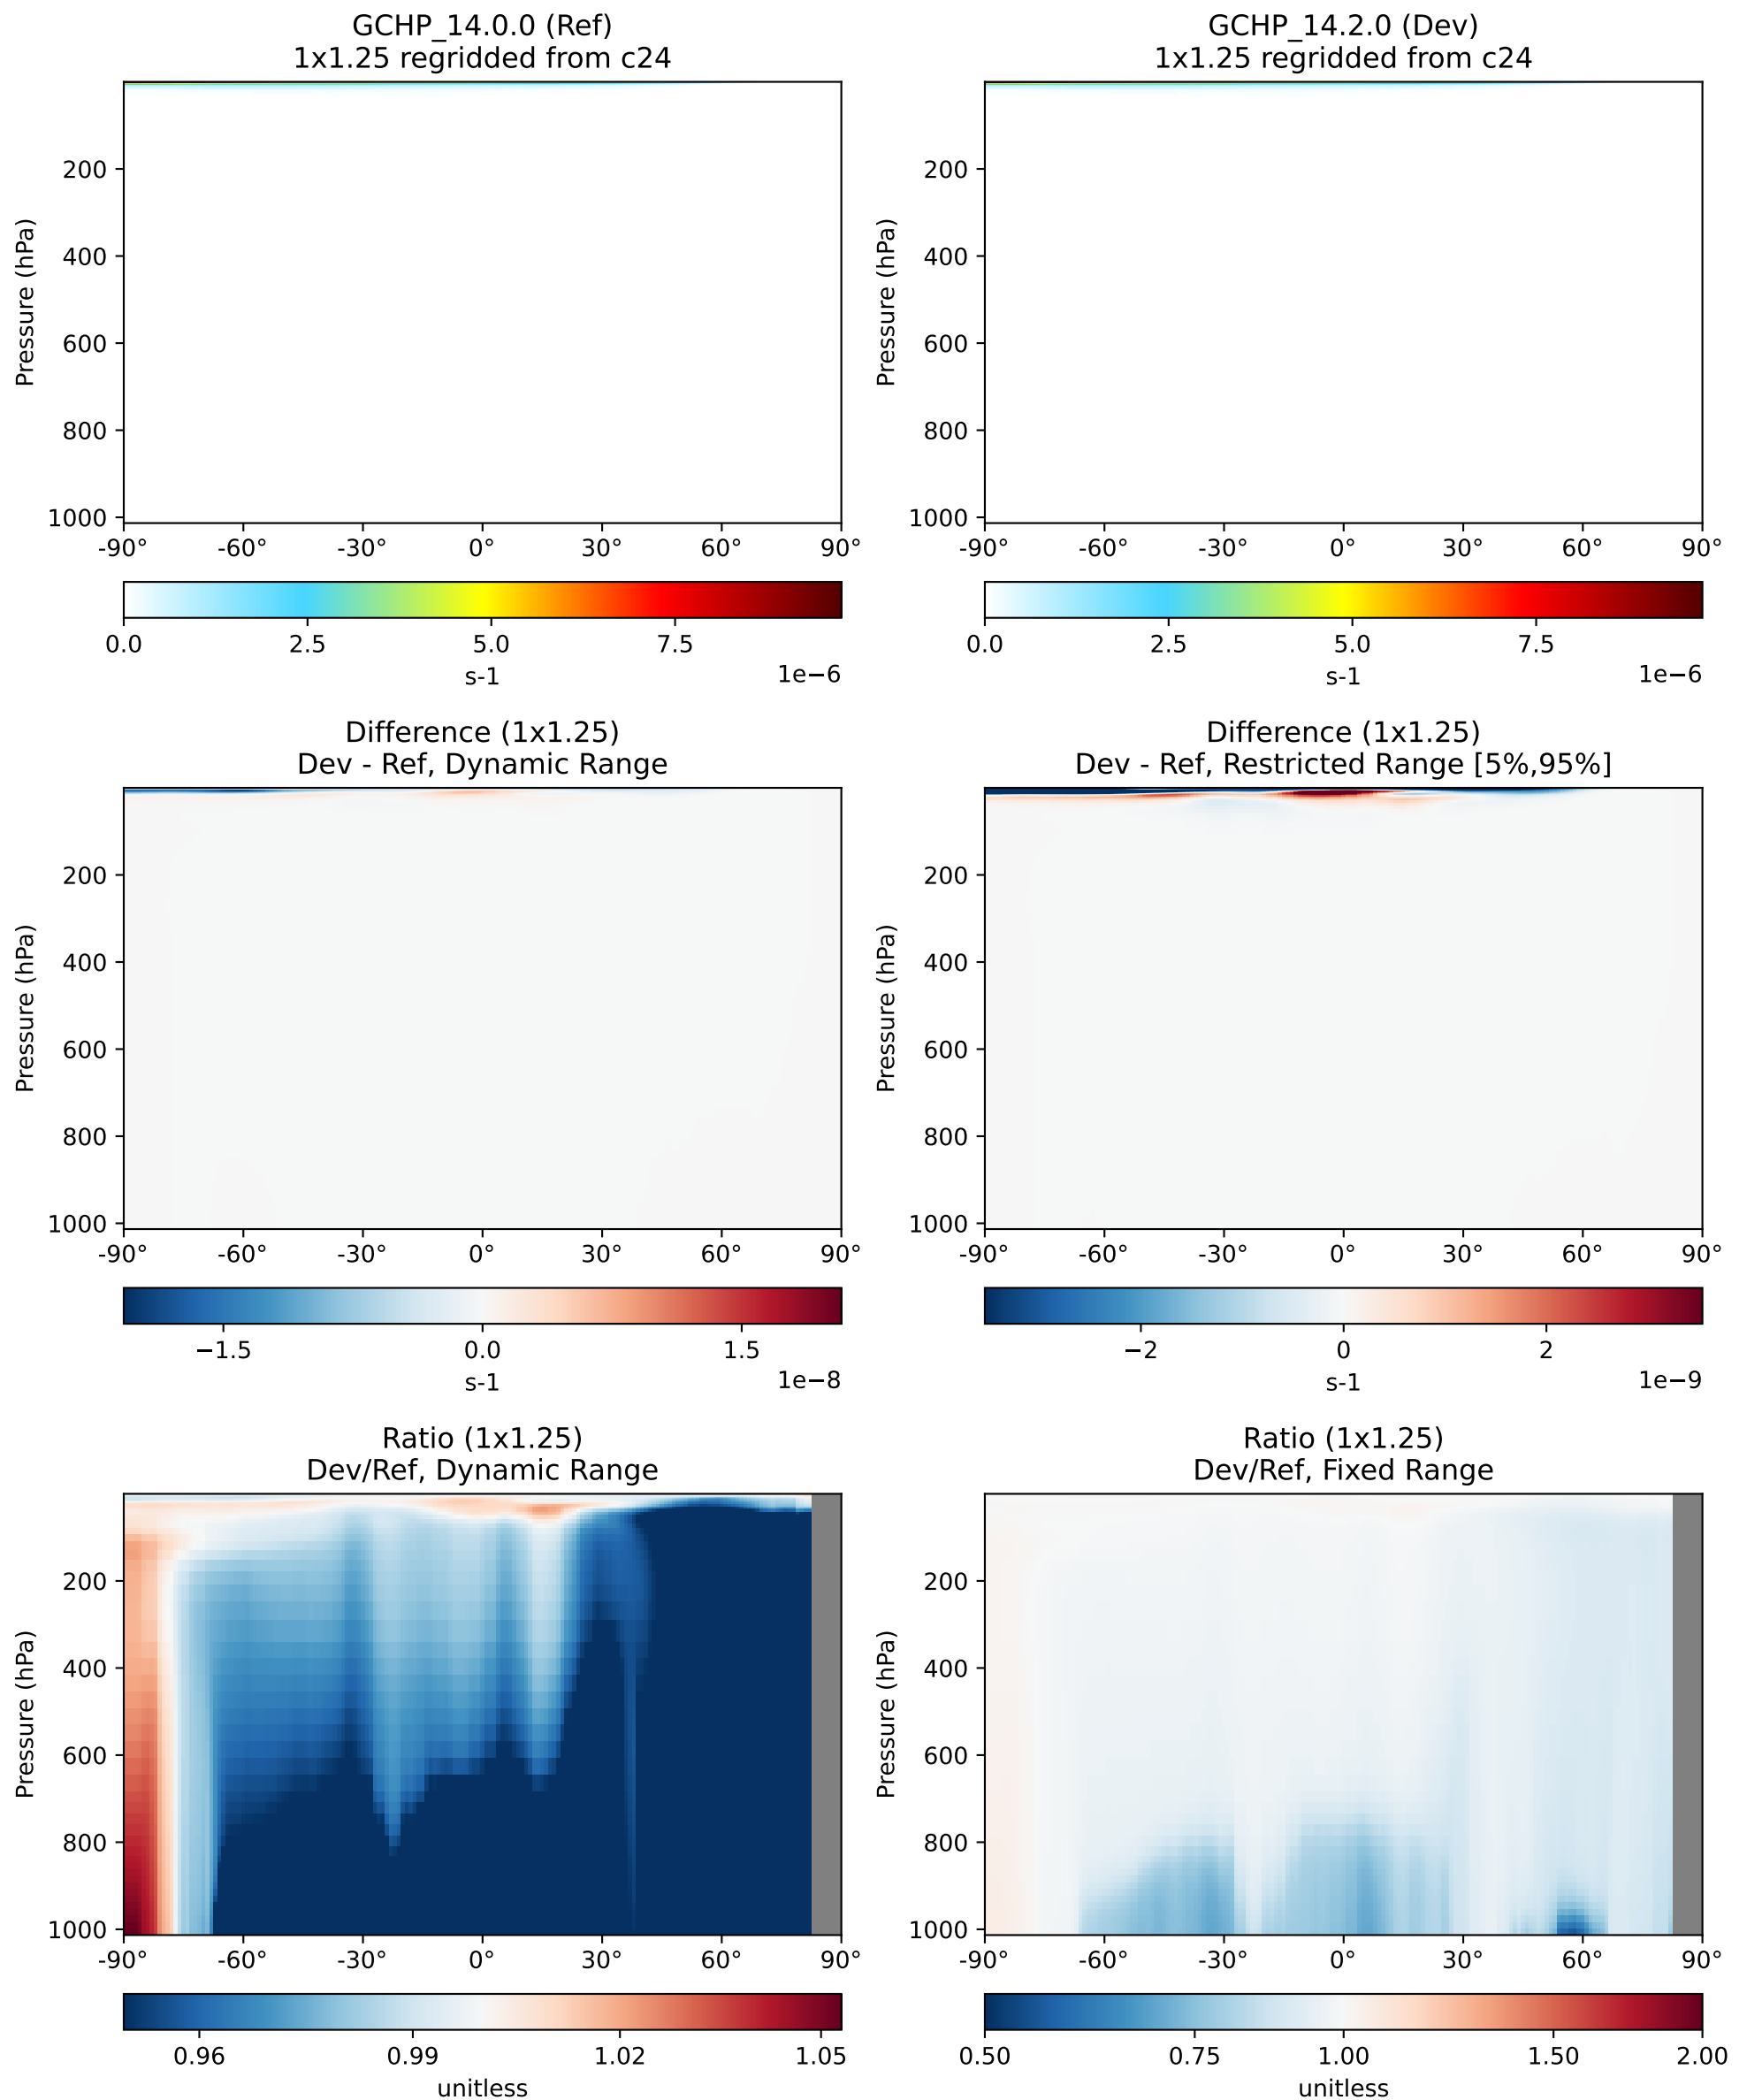 GCHP_14.0.0 (Ref)
1x1.25 regridded from c24
Pressure (hPa)
200
400
600
800
1000
-90° -60° -30° 0° 30° 60° 90°
0.0 2.5 5.0 7.5
s-1
1e−6
GCHP_14.2.0 (Dev)
1x1.25 regridded from c24
Pressure (hPa)
200
400
600
800
1000
-90° -60° -30° 0° 30° 60° 90°
0.0 2.5 5.0 7.5
s-1
1e−6
Difference (1x1.25)
Dev - Ref, Dynamic Range
Pressure (hPa)
200
400
600
800
1000
-90° -60° -30° 0° 30° 60° 90°
−1.5 0.0 1.5
s-1
1e−8
Difference (1x1.25)
Dev - Ref, Restricted Range [5%,95%]
Pressure (hPa)
200
400
600
800
1000
-90° -60° -30° 0° 30° 60° 90°
−2 0 2
s-1
1e−9
Ratio (1x1.25)
Dev/Ref, Dynamic Range
Pressure (hPa)
200
400
600
800
1000
-90° -60° -30° 0° 30° 60° 90°
0.96 0.99 1.02 1.05
unitless
Ratio (1x1.25)
Dev/Ref, Fixed Range
Pressure (hPa)
200
400
600
800
1000
-90° -60° -30° 0° 30° 60° 90°
0.50 0.75 1.00 1.50 2.00
unitless